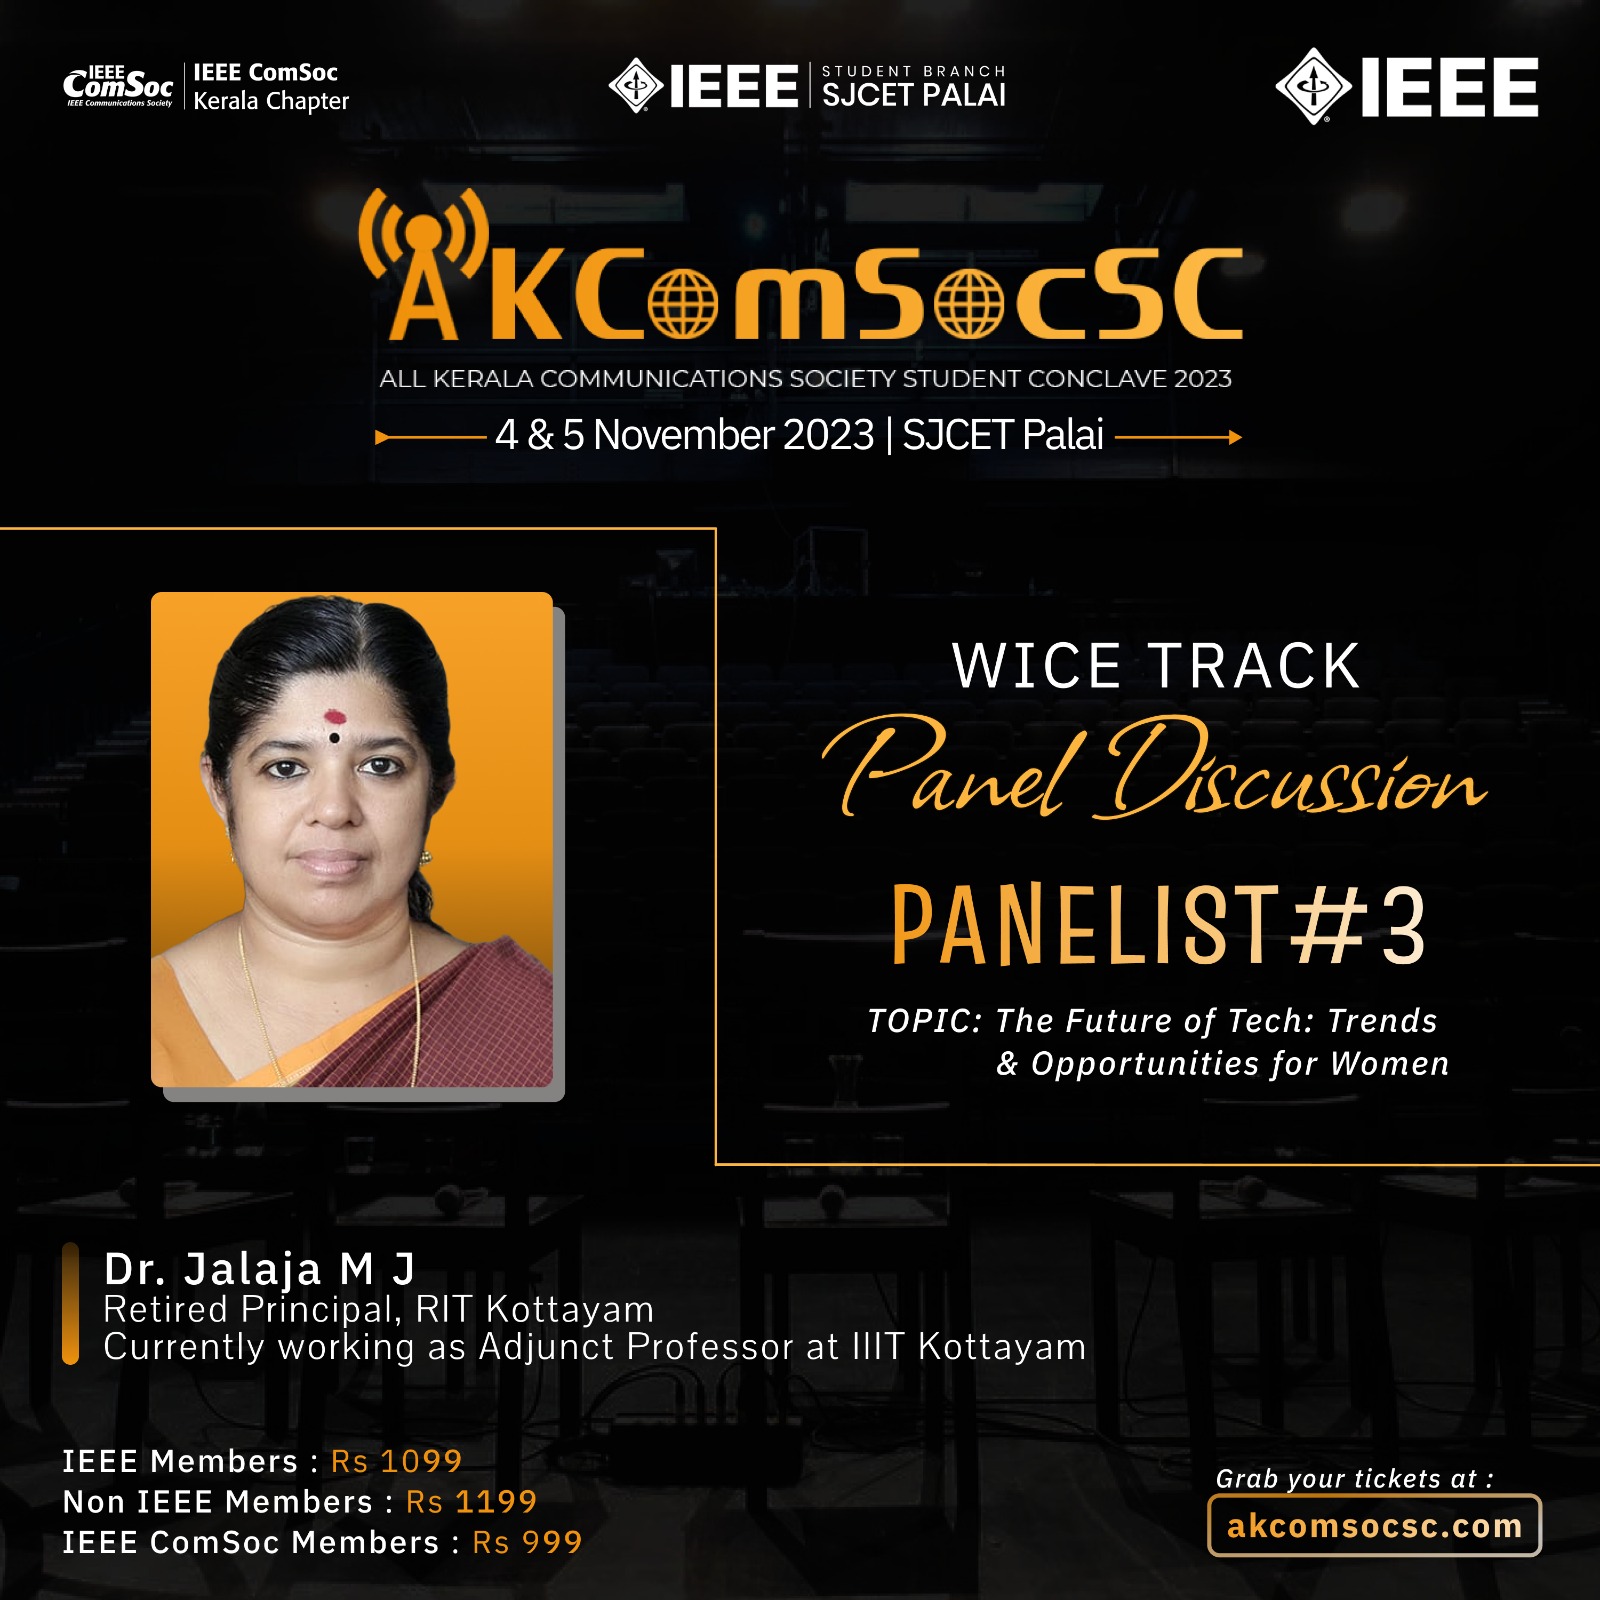 IEEE ComSoc
IEEE Communications Society
IEEE ComSoc
Kerala Chapter
IEEE
STUDENT BRANCH
SJCET PALAI
IEEE
AKComSocSC
ALL KERALA COMMUNICATIONS SOCIETY STUDENT CONCLAVE 2023
4 & 5 November 2023 | SJCET Palai
WICE TRACK
Panel Discussion
PANELIST#3
TOPIC: The Future of Tech: Trends
& Opportunities for Women
Dr. Jalaja M J
Retired Principal, RIT Kottayam
Currently working as Adjunct Professor at IIIT Kottayam
IEEE Members : Rs 1099
Non IEEE Members : Rs 1199
IEEE ComSoc Members : Rs 999
Grab your tickets at :
akcomsocsc.com